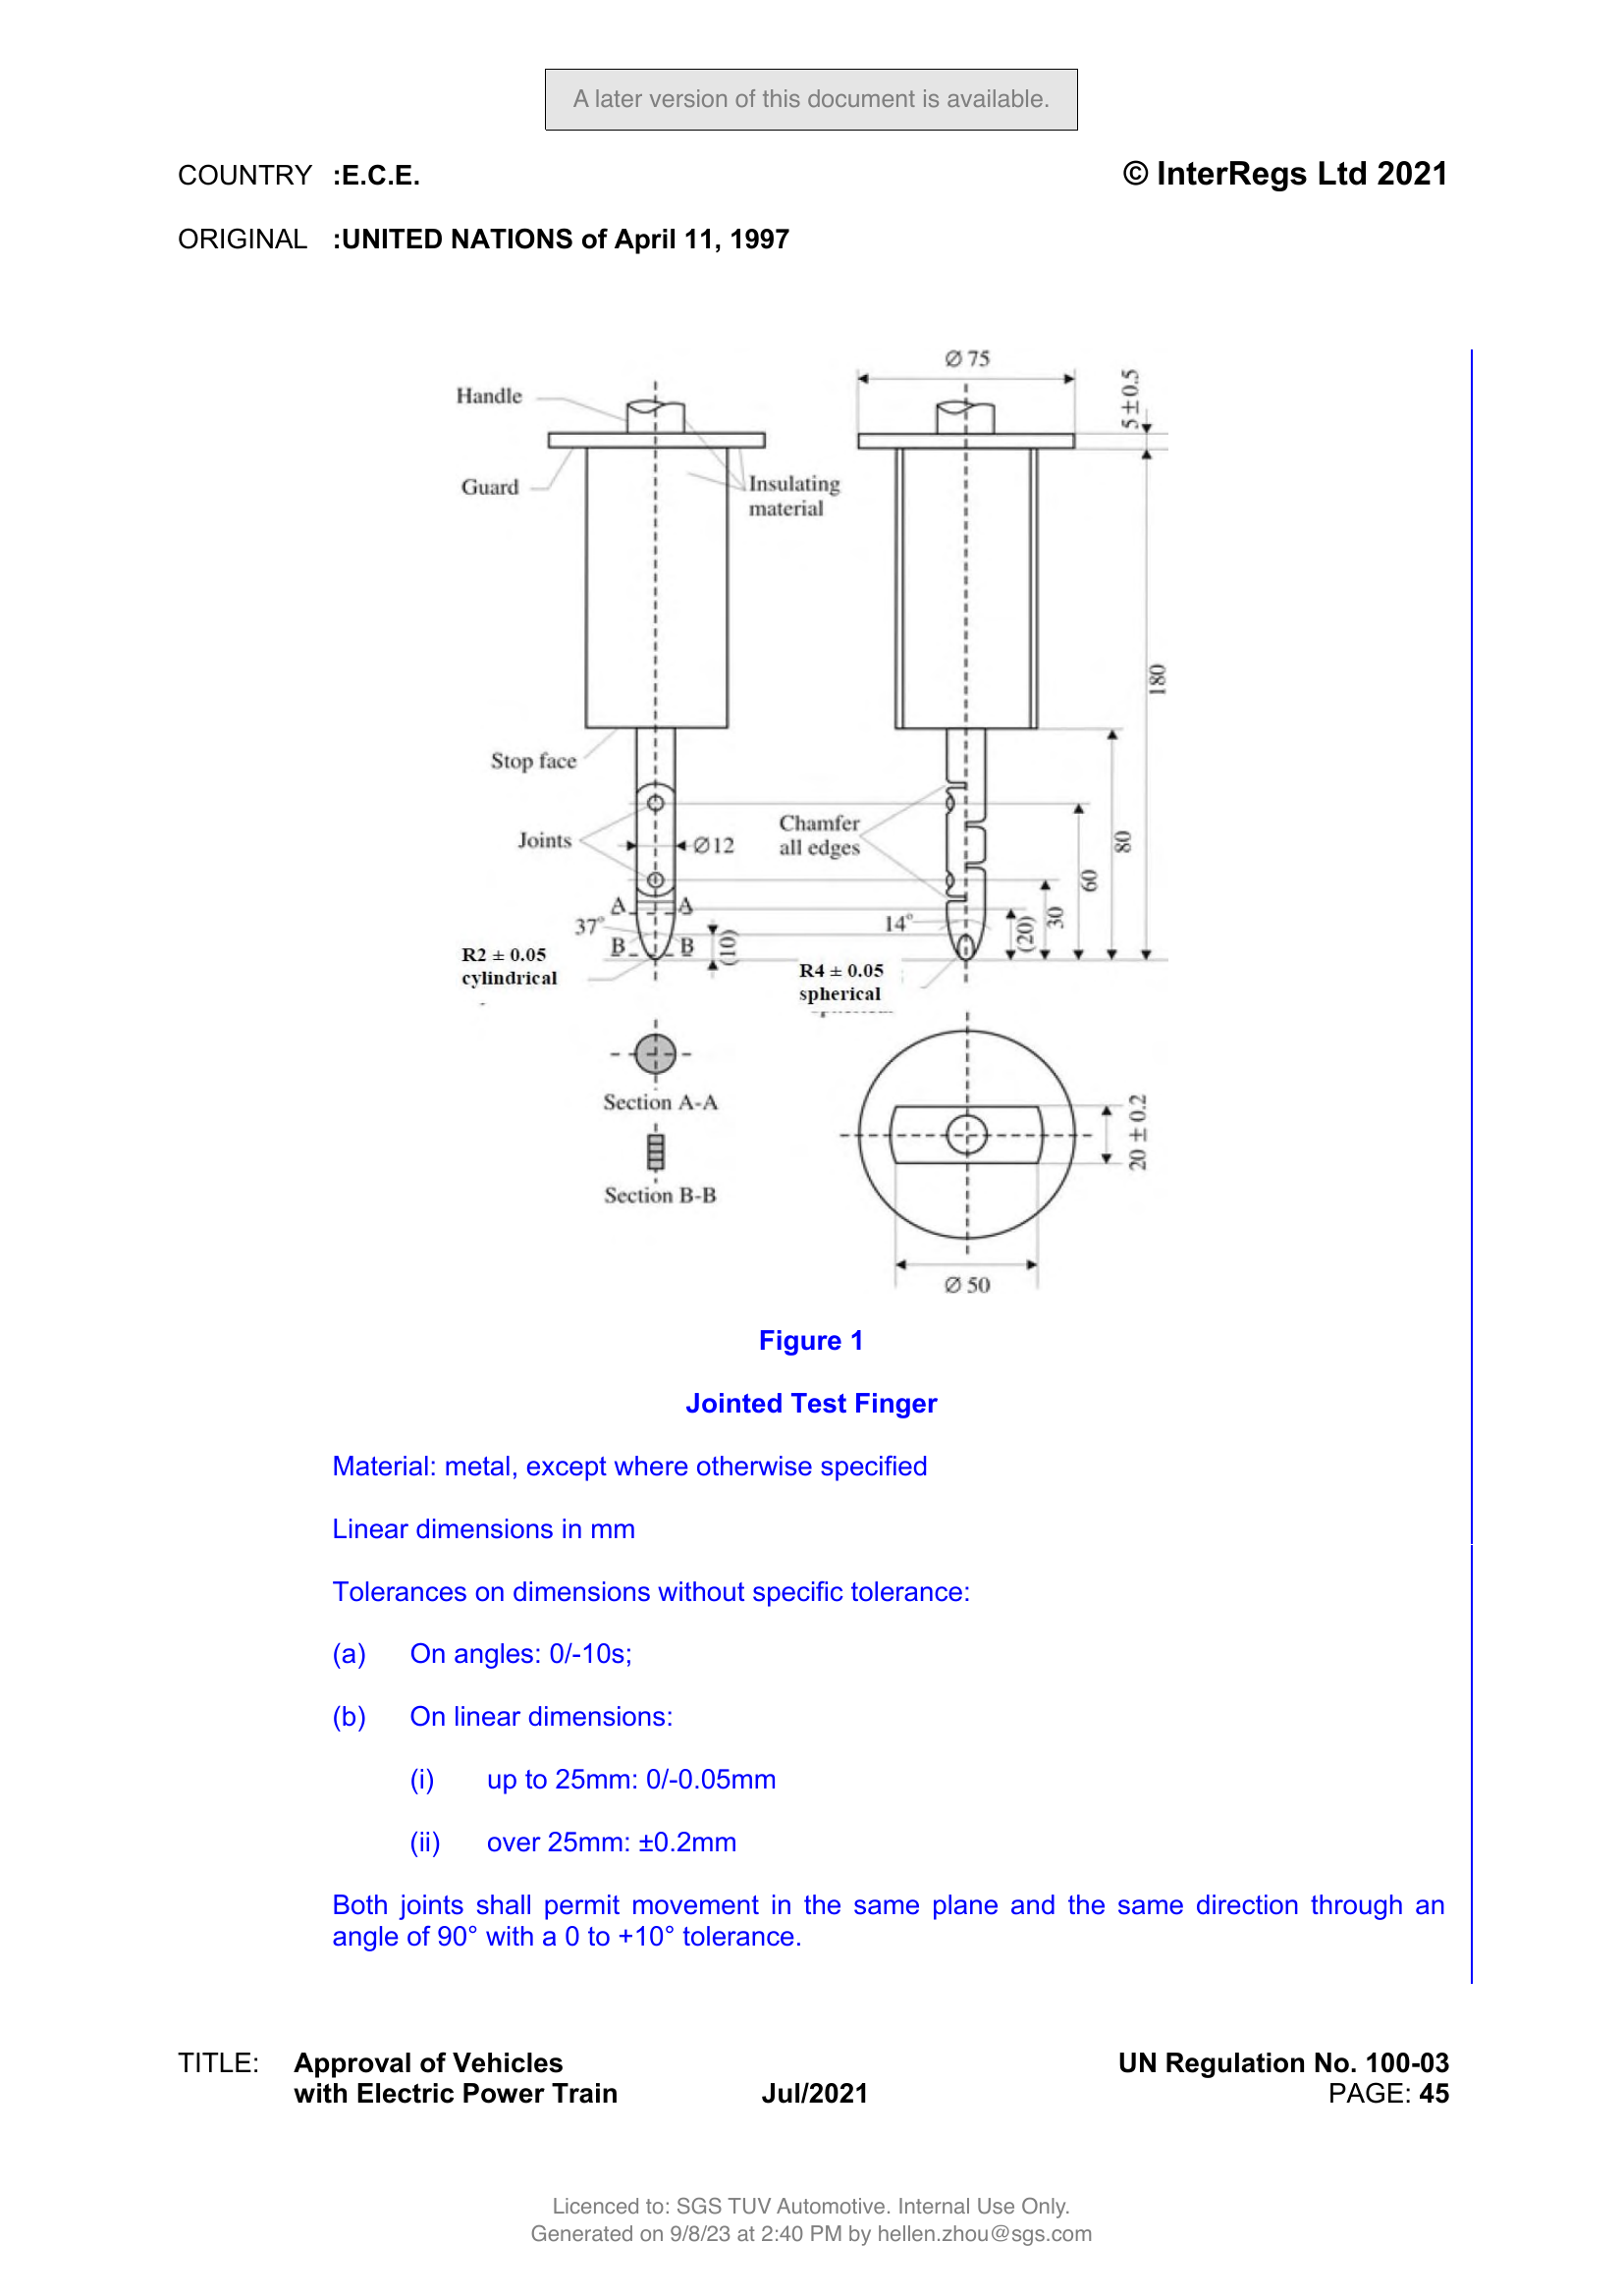 A later version of this document is available.
COUNTRY :E.C.E. © InterRegs Ltd 2021
ORIGINAL :UNITED NATIONS of April 11, 1997
Ø 75
5 ± 0.5
Handle
Guard
Insulating
material
180
Stop face
Joints
Ø12
Chamfer
all edges
80
60
30
(20)
A A
37°
14°
B B
(10)
R2 ± 0.05
cylindrical
R4 ± 0.05
spherical
Section A-A
20 ± 0.2
Section B-B
Ø 50
Figure 1
Jointed Test Finger
Material: metal, except where otherwise specified
Linear dimensions in mm
Tolerances on dimensions without specific tolerance:
(a) On angles: 0/-10s;
(b) On linear dimensions:
(i) up to 25mm: 0/-0.05mm
(ii) over 25mm: ±0.2mm
Both joints shall permit movement in the same plane and the same direction through an
angle of 90° with a 0 to +10° tolerance.
TITLE: Approval of Vehicles UN Regulation No. 100-03
with Electric Power Train Jul/2021 PAGE: 45
Licenced to: SGS TUV Automotive. Internal Use Only.
Generated on 9/8/23 at 2:40 PM by hellen.zhou@sgs.com